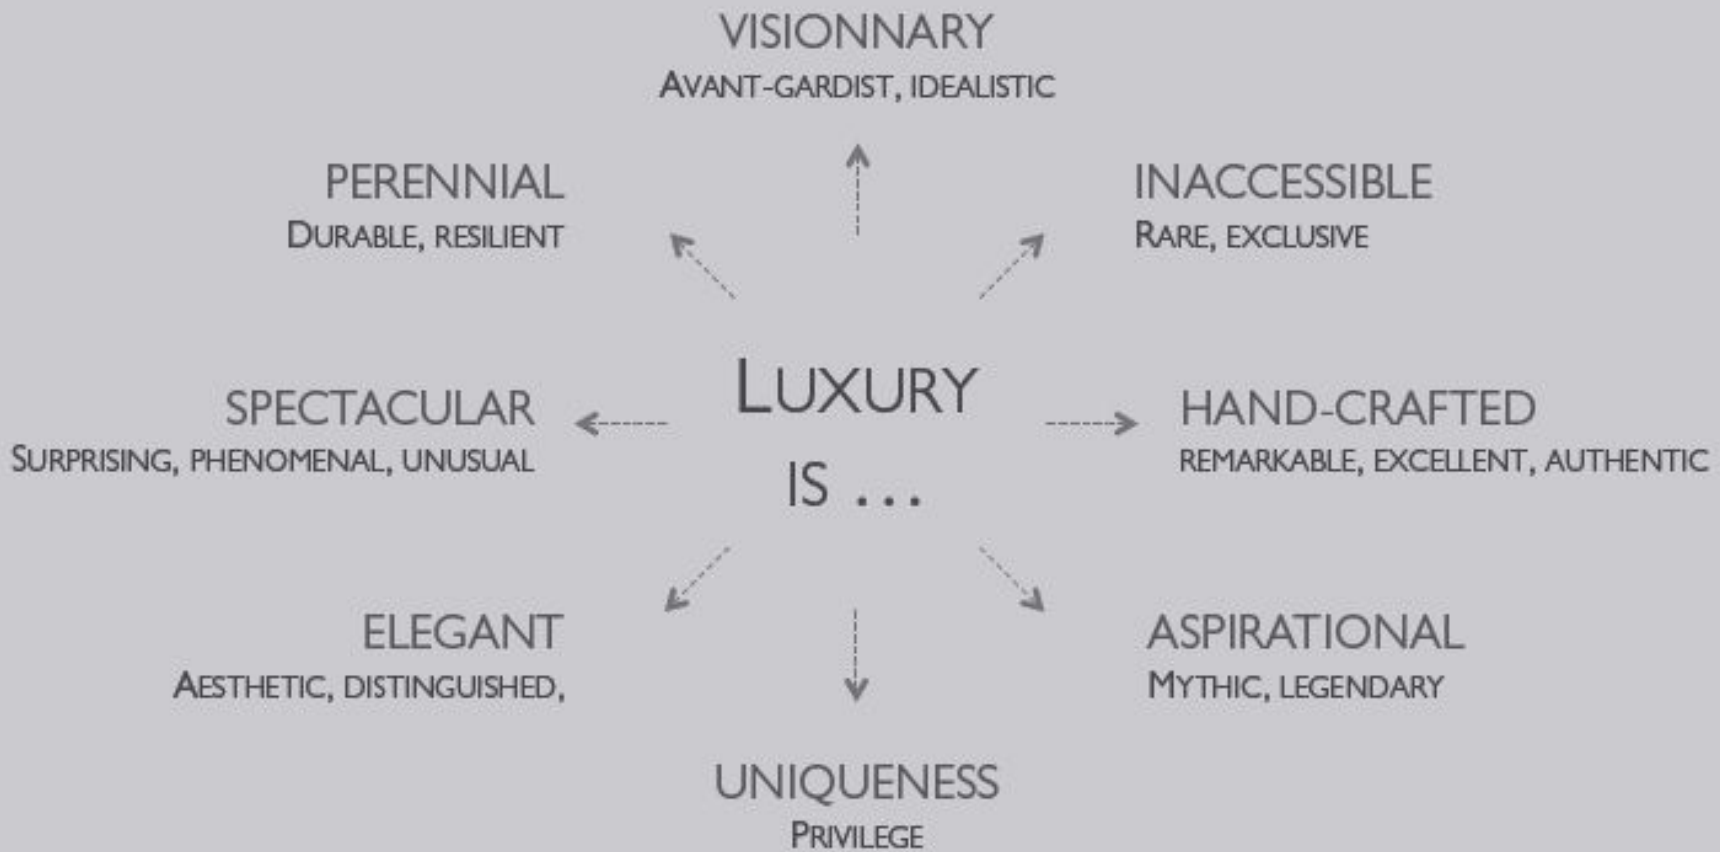 VISIONNARY
AVANT-GARDIST, IDEALISTIC
PERENNIAL
DURABLE, RESILIENT
INACCESSIBLE
RARE, EXCLUSIVE
LUXURY
IS ...
SPECTACULAR
SURPRISING, PHENOMENAL, UNUSUAL
HAND-CRAFTED
REMARKABLE, EXCELLENT, AUTHENTIC
ELEGANT
AESTHETIC, DISTINGUISHED,
ASPIRATIONAL
MYTHIC, LEGENDARY
UNIQUENESS
PRIVILEGE